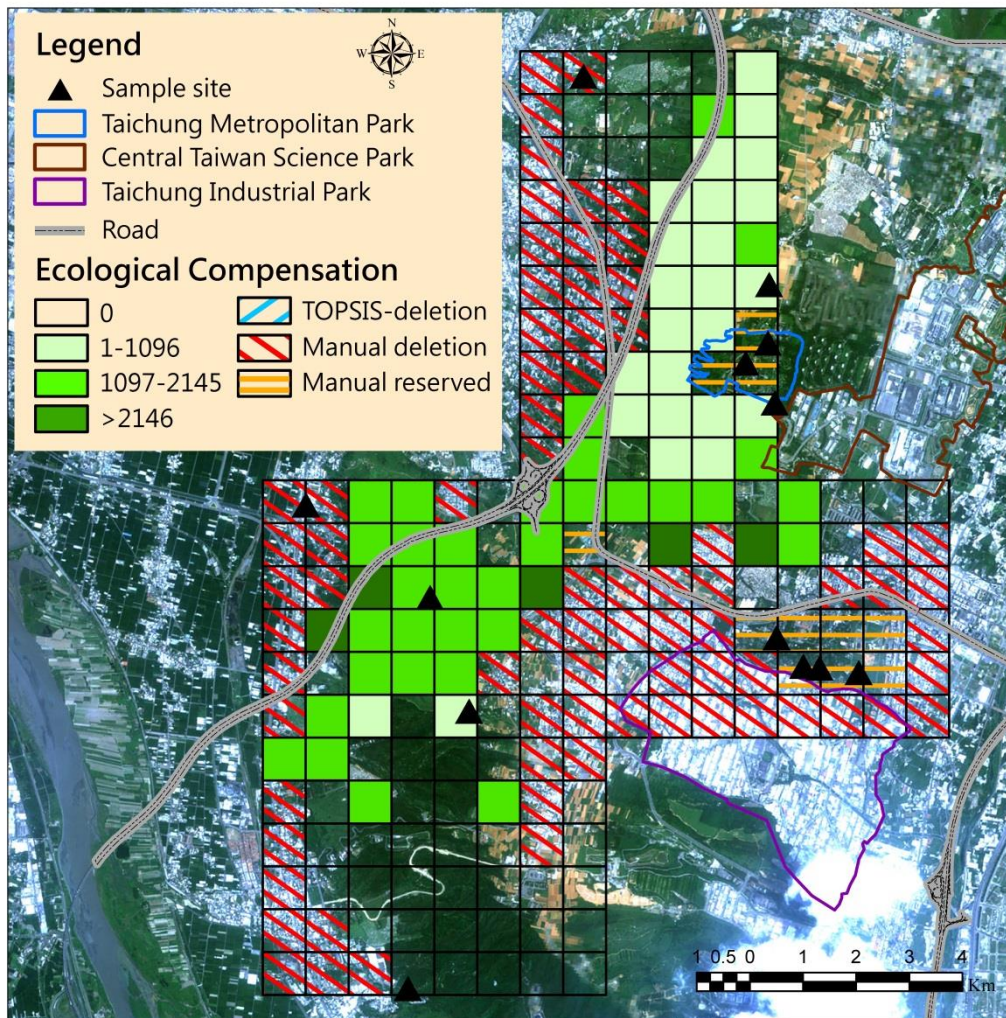 Legend
N
W E
S
Sample site
Taichung Metropolitan Park
Central Taiwan Science Park
Taichung Industrial Park
Road
Ecological Compensation
0
1-1096
1097-2145
>2146
TOPSIS-deletion
Manual deletion
Manual reserved
1 0.5 0 1 2 3 4
Km